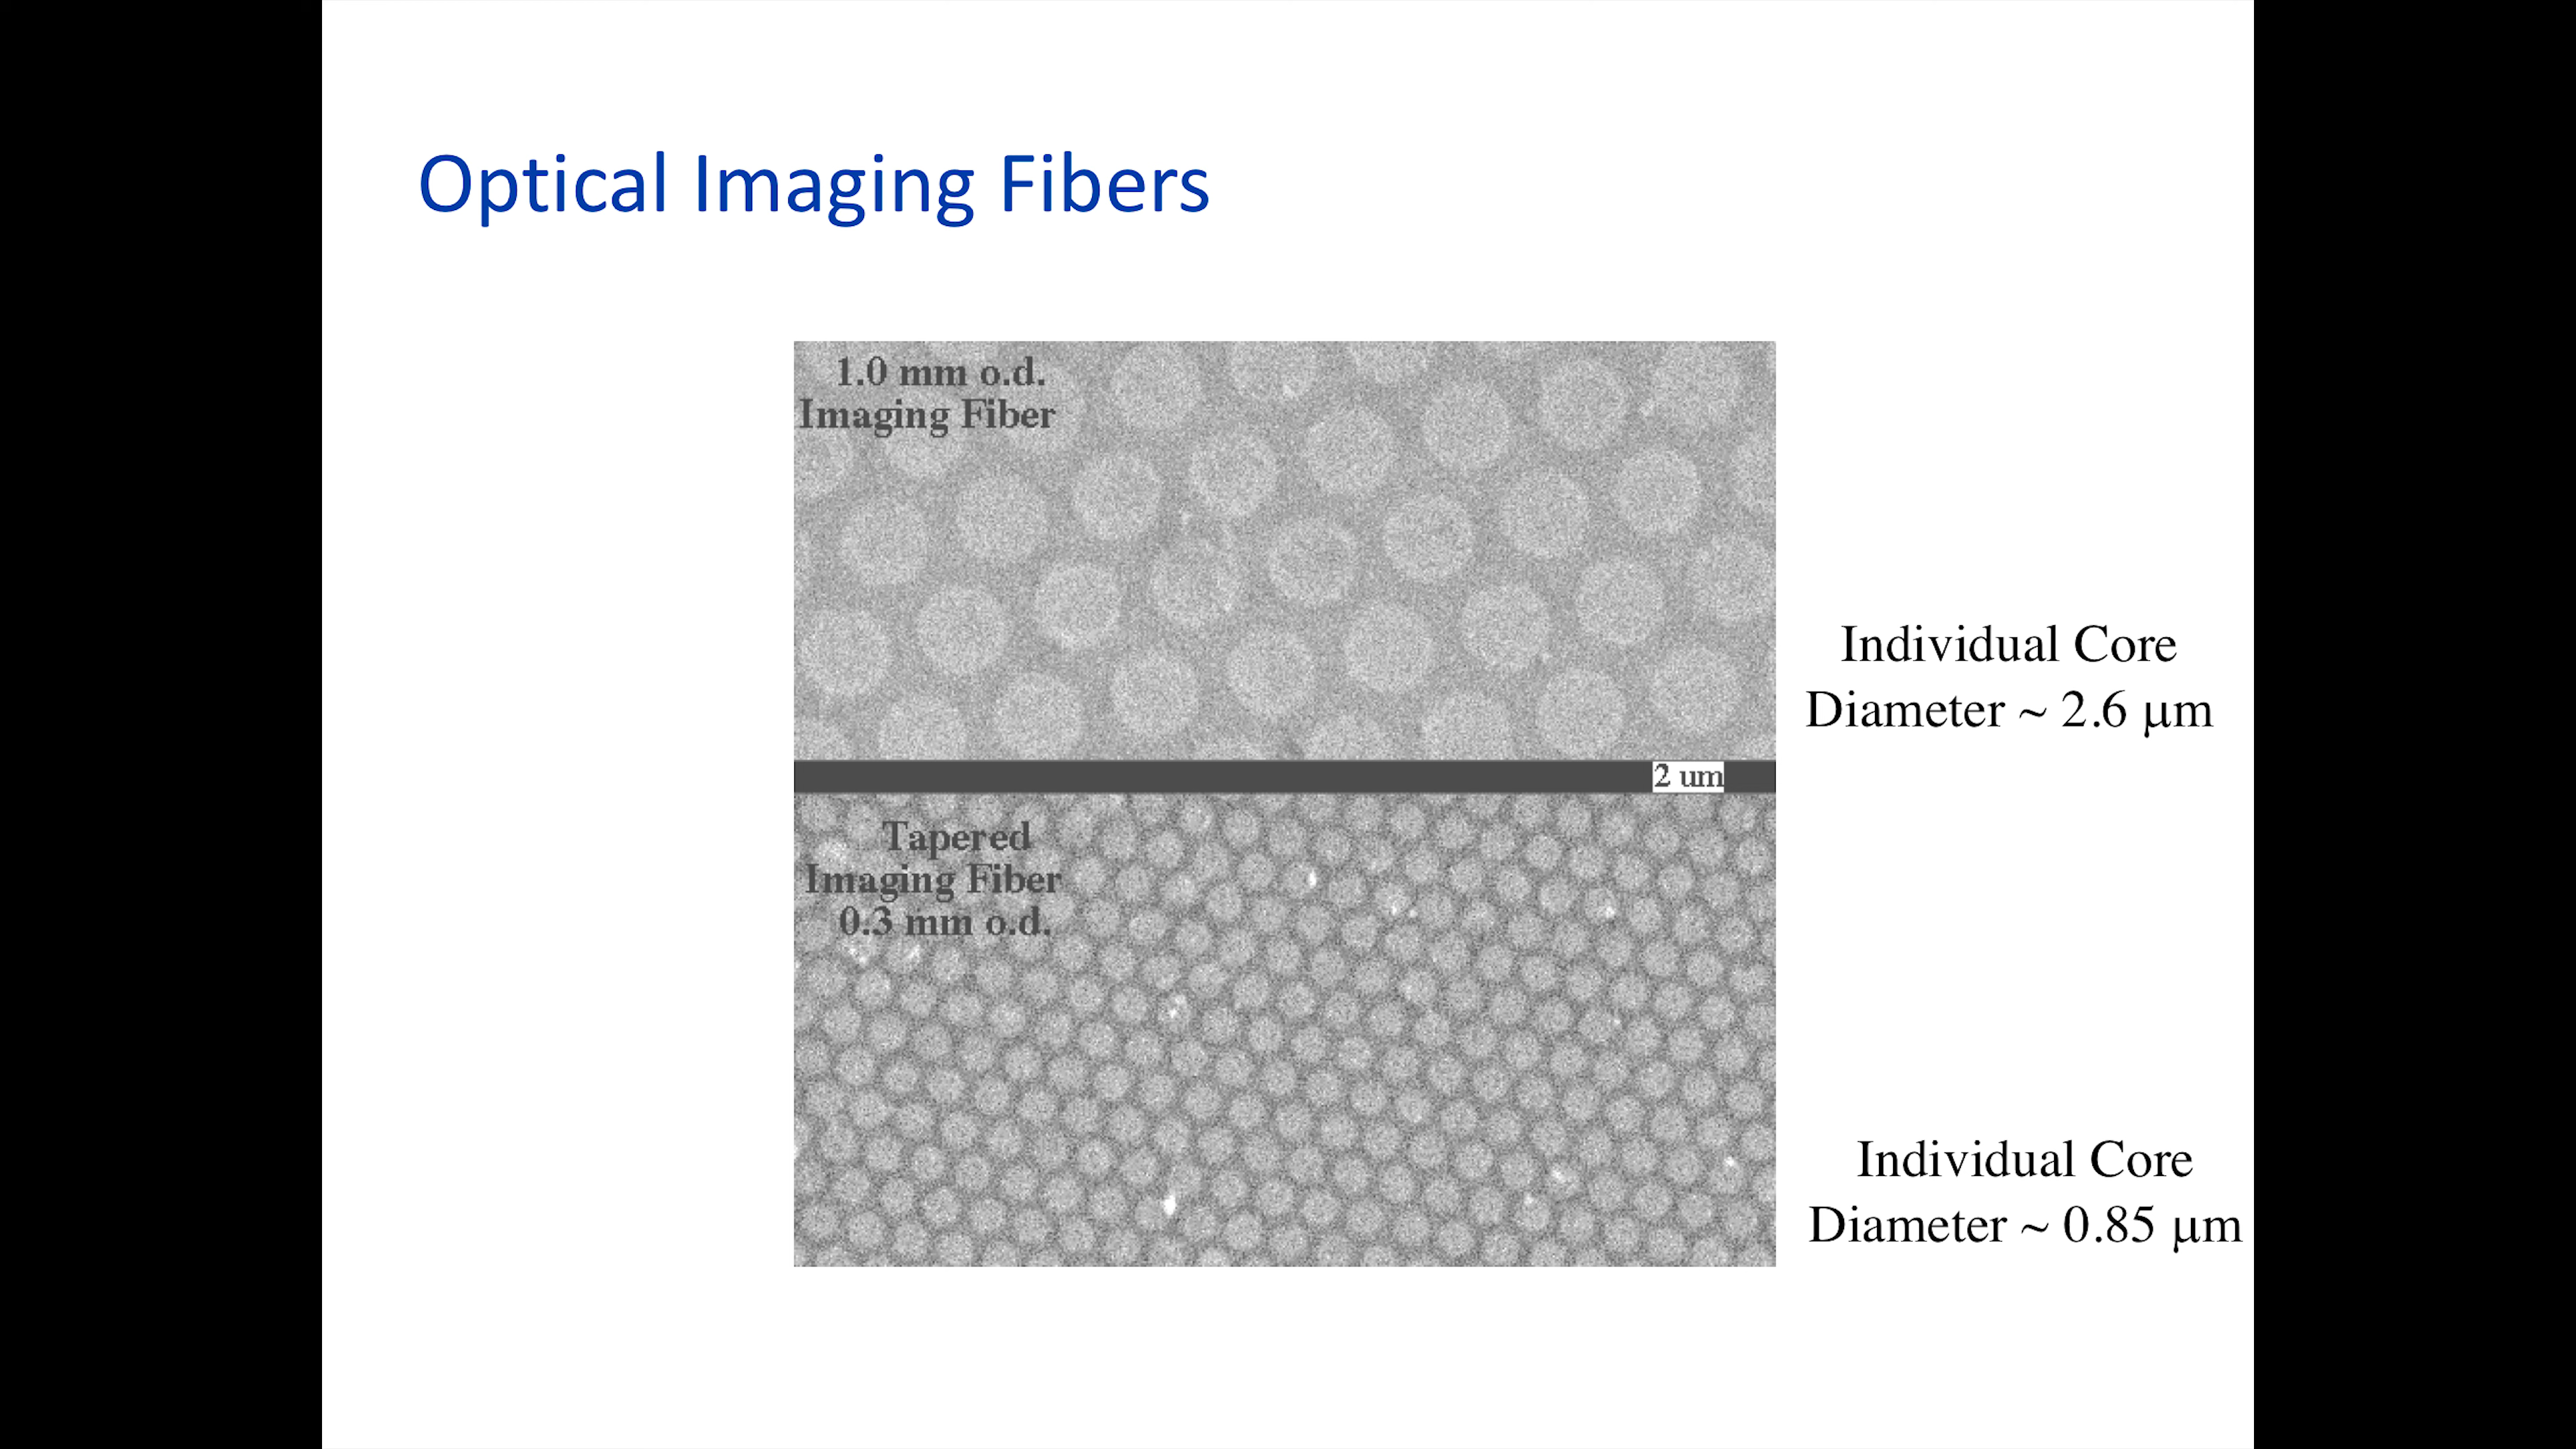 Optical Imaging Fibers
1.0 mm o.d.
Imaging Fiber
Individual Core
Diameter ~ 2.6 μm
2 um
Tapered
Imaging Fiber
0.3 mm o.d.
Individual Core
Diameter ~ 0.85 μm